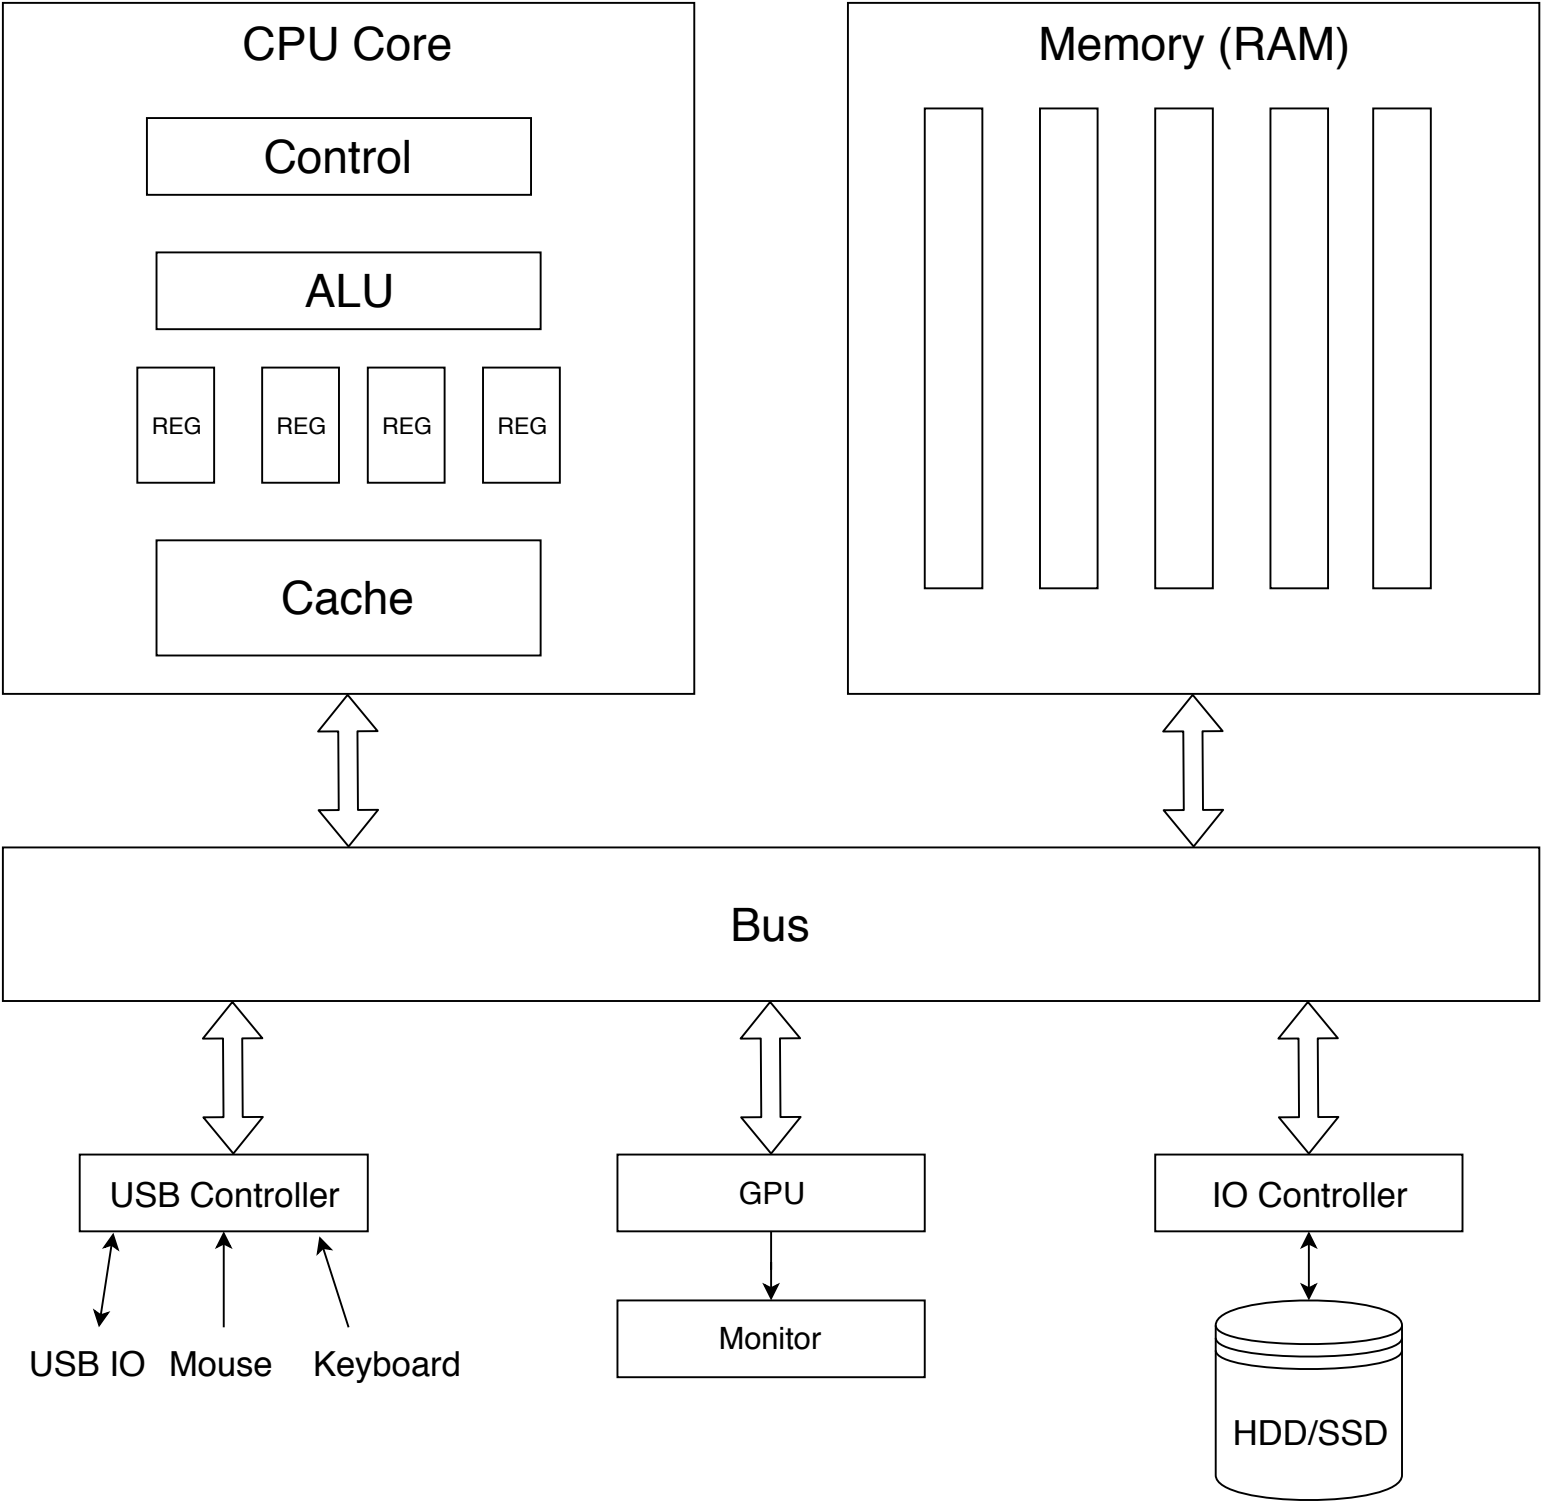 CPU Core
Memory (RAM)
Control
ALU
REG REG REG REG
Cache
Bus
USB Controller
GPU
IO Controller
USB IO Mouse Keyboard
Monitor
HDD/SSD